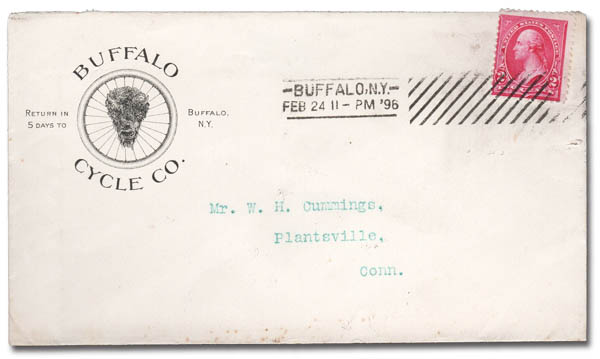 BUFFALO
CYCLE CO.
RETURN IN
5 DAYS TO
BUFFALO,
N.Y.
-BUFFALO,N.Y.-
FEB 24 11-PM '96
Mr. W. H. Cummings,
Plantsville,
Conn.